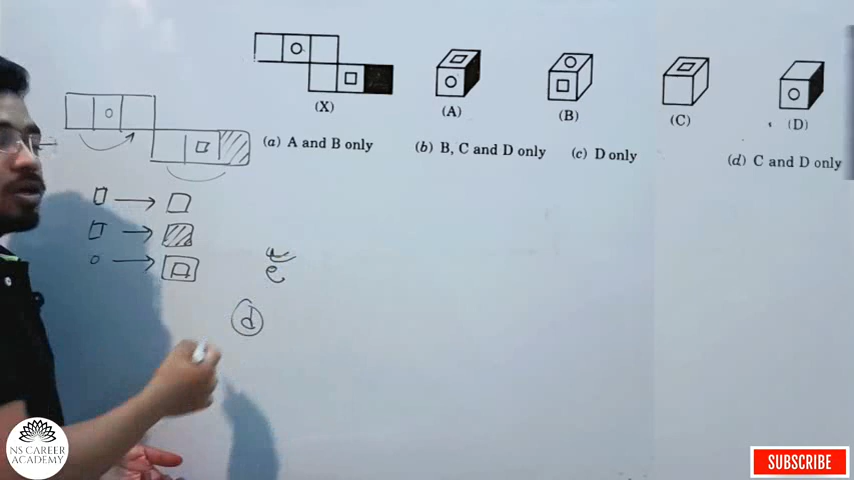 (X)
(A)
(B)
(C)
(D)
(a) A and B only
(b) B, C and D only
(c) D only
(d) C and D only
d
NS CAREER
ACADEMY
SUBSCRIBE